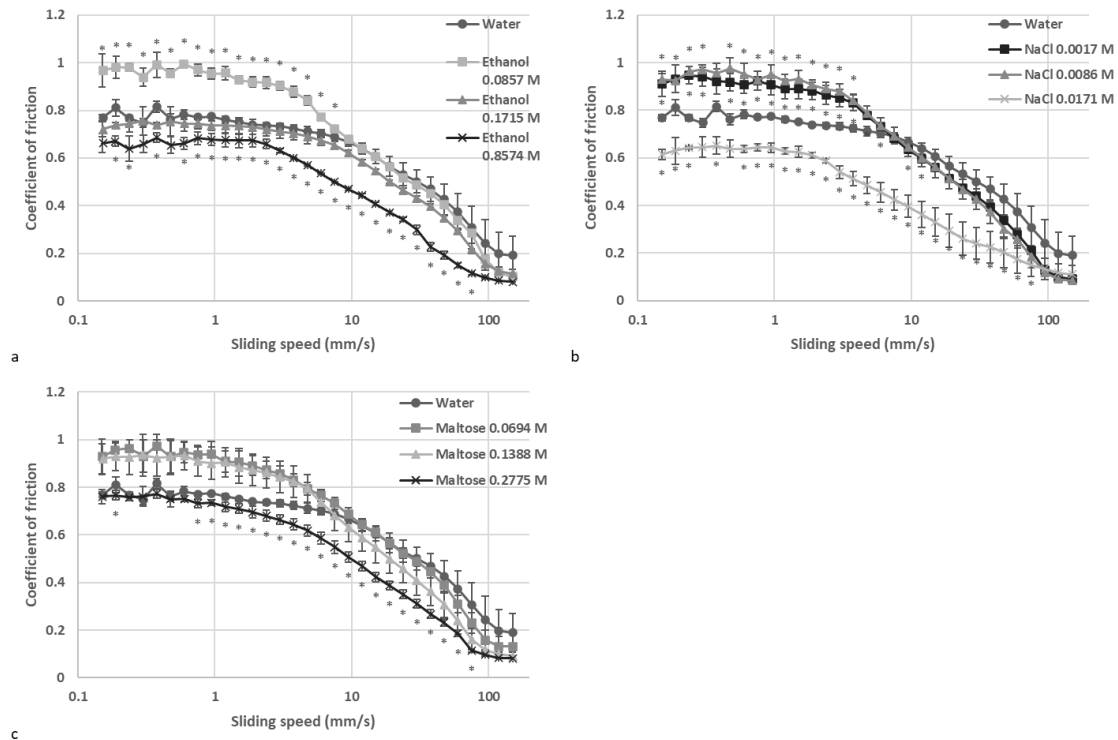 1.2
1
0.8
0.6
0.4
0.2
0
0.1
1
10
100
Coefficient of friction
Sliding speed (mm/s)
Water
Ethanol
0.0857 M
Ethanol
0.1715 M
Ethanol
0.8574 M
a
1.2
1
0.8
0.6
0.4
0.2
0
0.1
1
10
100
Coefficient of friction
Sliding speed (mm/s)
Water
NaCl 0.0017 M
NaCl 0.0086 M
NaCl 0.0171 M
b
1.2
1
0.8
0.6
0.4
0.2
0
0.1
1
10
100
Coefficient of friction
Sliding speed (mm/s)
Water
Maltose 0.0694 M
Maltose 0.1388 M
Maltose 0.2775 M
c